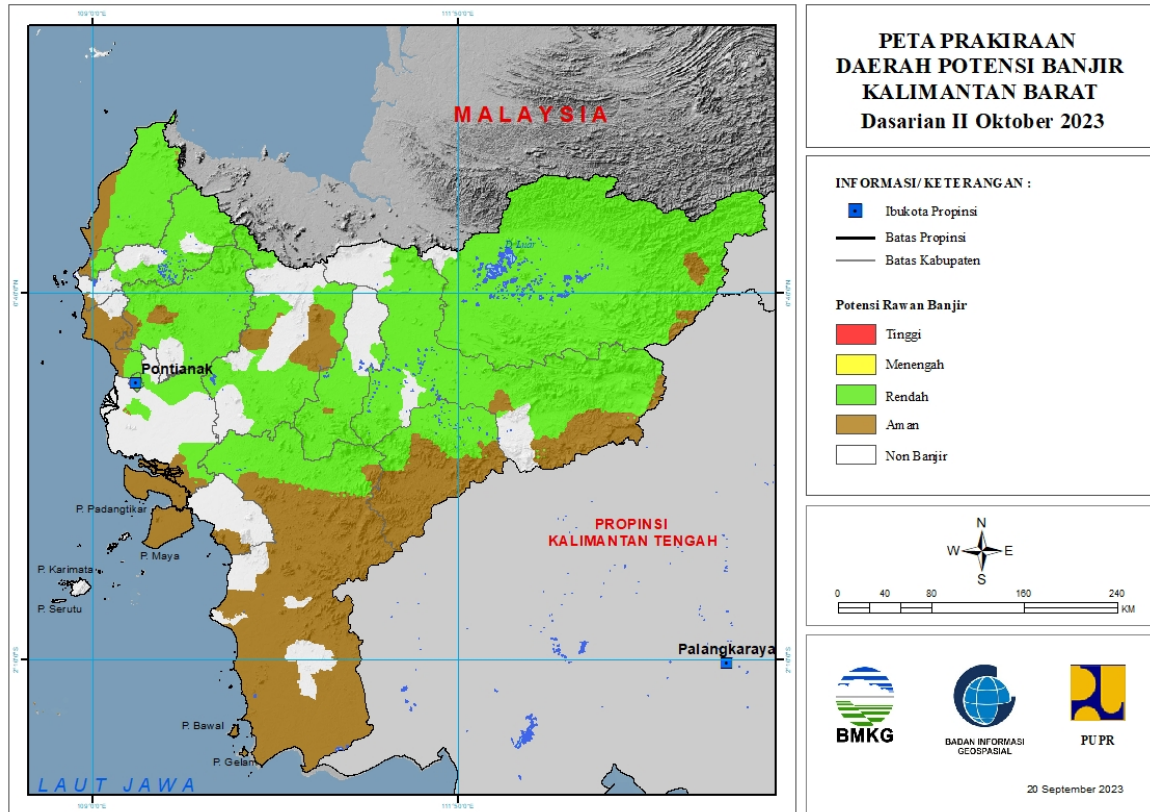 PETA PRAKIRAAN
DAERAH POTENSI BANJIR
KALIMANTAN BARAT
Dasarian II Oktober 2023
INFORMASI/ KETERANGAN :
Ibukota Propinsi
Batas Propinsi
Batas Kabupaten
Potensi Rawan Banjir
Tinggi
Menengah
Rendah
Aman
Non Banjir
N
W E
S
0 40 80 160 240
KM
BMKG
BADAN INFORMASI
GEOSPASIAL
PUPR
20 September 2023
MALAYSIA
Pontianak
P. Padangtikar
P. Maya
P. Karimata
P. Serutu
PROPINSI
KALIMANTAN TENGAH
Palangkaraya
P. Bawal
P. Gelam
LAUT JAWA